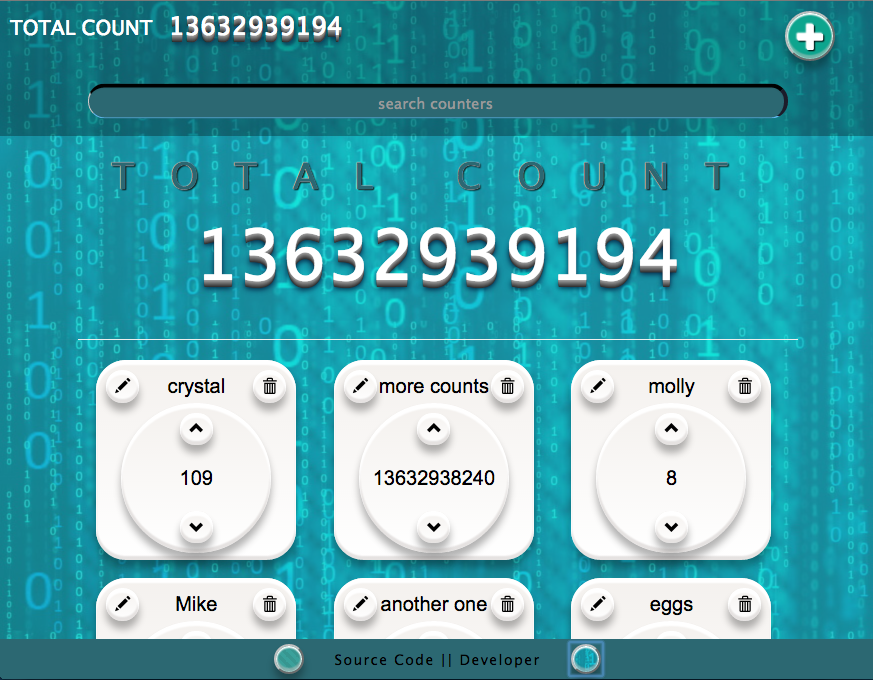 TOTAL COUNT 13632939194
search counters
TOTAL COUNT
13632939194
crystal more counts molly
109 13632938240 8
Mike another one eggs
Source Code || Developer